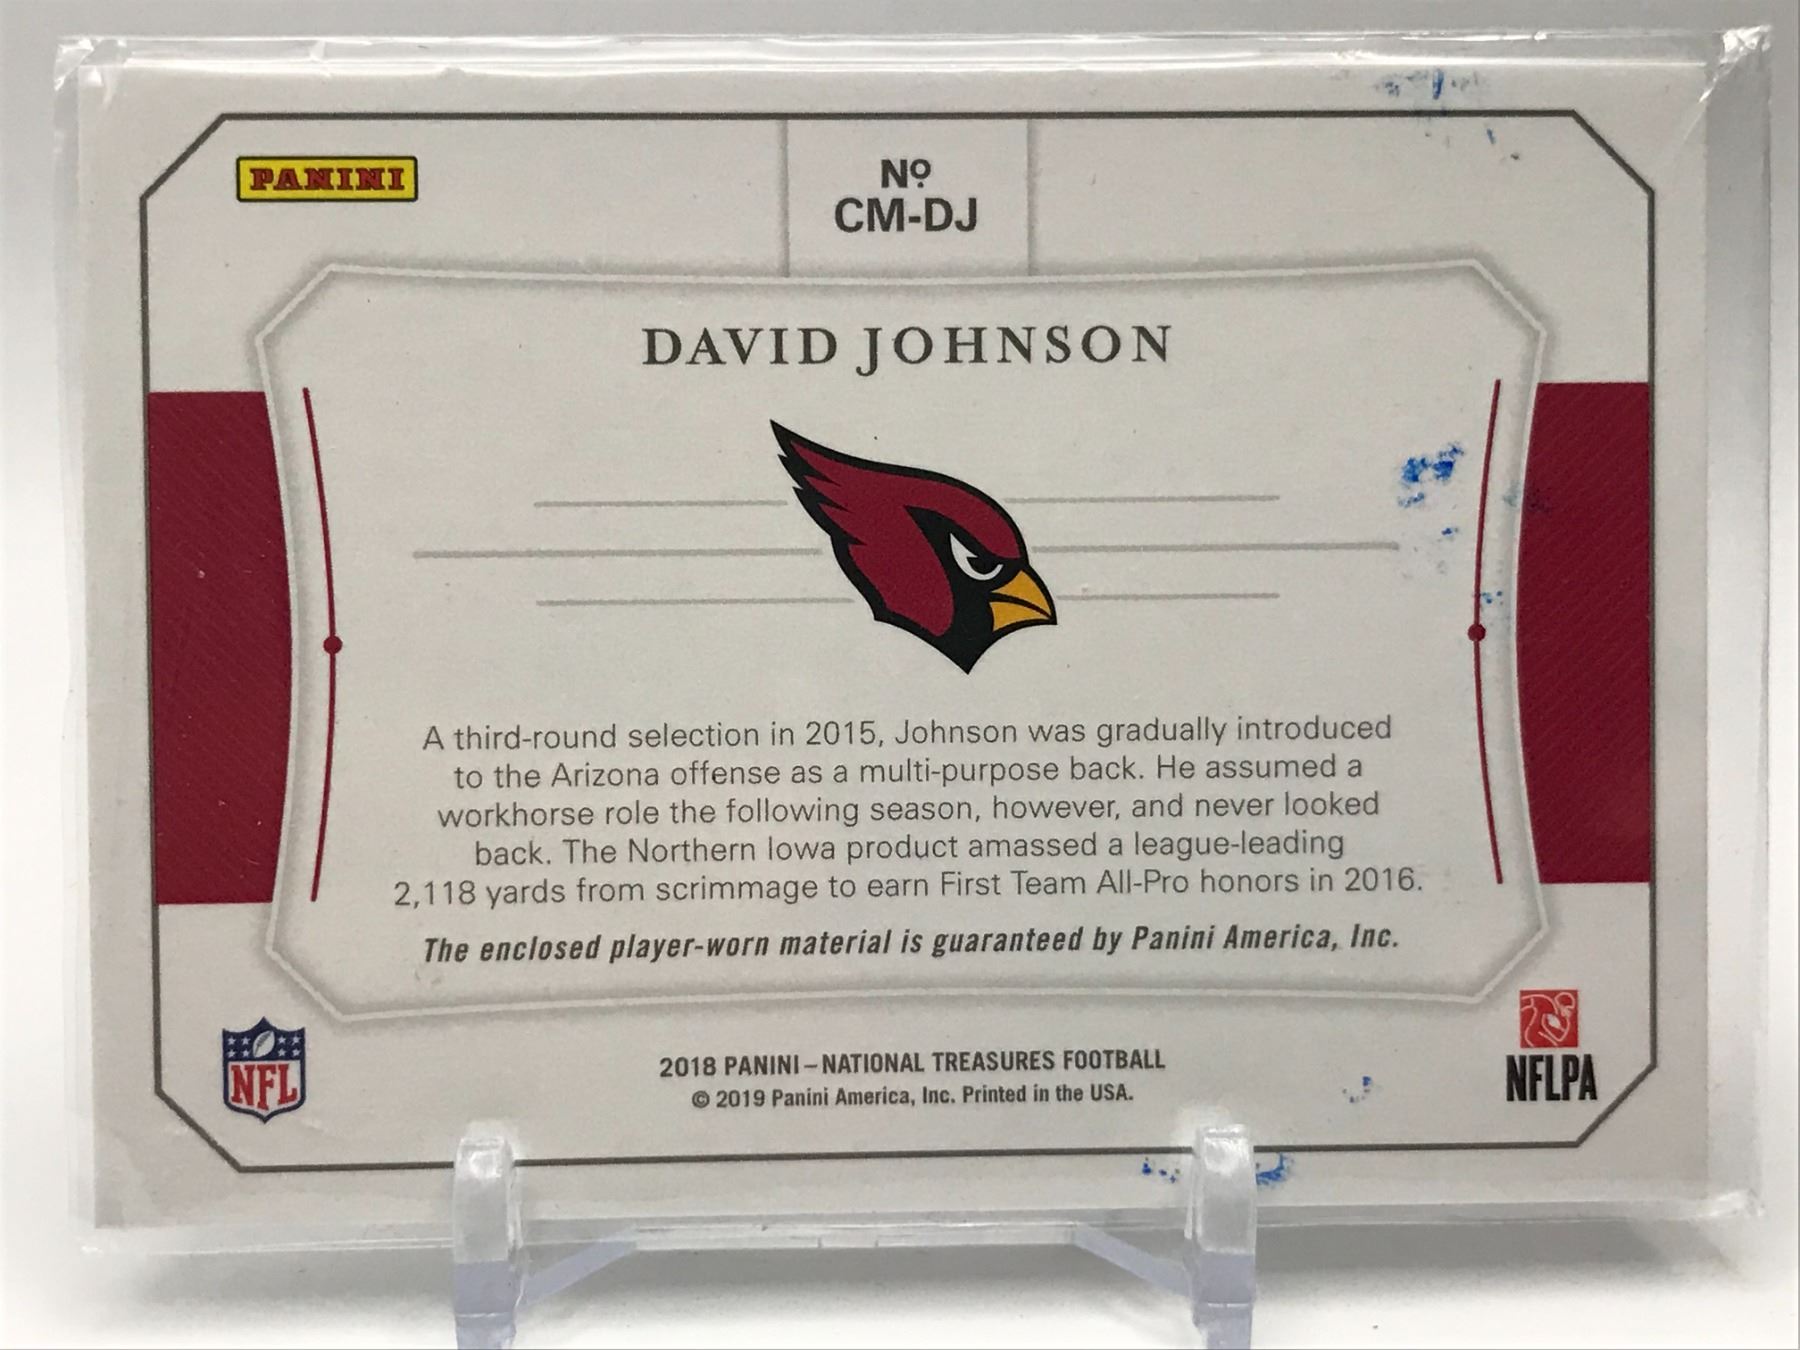 PANINI
Nº
CM-DJ
DAVID JOHNSON
A third-round selection in 2015, Johnson was gradually introduced
to the Arizona offense as a multi-purpose back. He assumed a
workhorse role the following season, however, and never looked
back. The Northern Iowa product amassed a league-leading
2,118 yards from scrimmage to earn First Team All-Pro honors in 2016.
The enclosed player-worn material is guaranteed by Panini America, Inc.
NFL
2018 PANINI – NATIONAL TREASURES FOOTBALL
© 2019 Panini America, Inc. Printed in the USA.
NFLPA